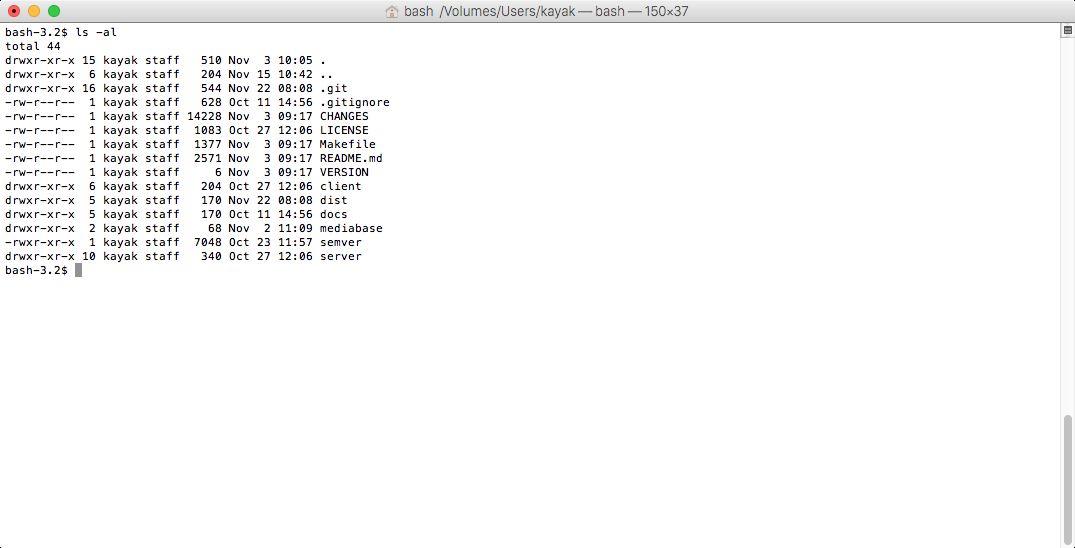 bash /Volumes/Users/kayak — bash — 150×37
bash-3.2$ ls -al
total 44
drwxr-xr-x 15 kayak staff   510 Nov  3 10:05 .
drwxr-xr-x  6 kayak staff   204 Nov 15 10:42 ..
drwxr-xr-x 16 kayak staff   544 Nov 22 08:08 .git
-rw-r--r--  1 kayak staff   628 Oct 11 14:56 .gitignore
-rw-r--r--  1 kayak staff 14228 Nov  3 09:17 CHANGES
-rw-r--r--  1 kayak staff  1083 Oct 27 12:06 LICENSE
-rw-r--r--  1 kayak staff  1377 Nov  3 09:17 Makefile
-rw-r--r--  1 kayak staff  2571 Nov  3 09:17 README.md
-rw-r--r--  1 kayak staff     6 Nov  3 09:17 VERSION
drwxr-xr-x  6 kayak staff   204 Oct 27 12:06 client
drwxr-xr-x  5 kayak staff   170 Nov 22 08:08 dist
drwxr-xr-x  5 kayak staff   170 Oct 11 14:56 docs
drwxr-xr-x  2 kayak staff    68 Nov  2 11:09 mediabase
-rwxr-xr-x  1 kayak staff  7048 Oct 23 11:57 semver
drwxr-xr-x 10 kayak staff   340 Oct 27 12:06 server
bash-3.2$